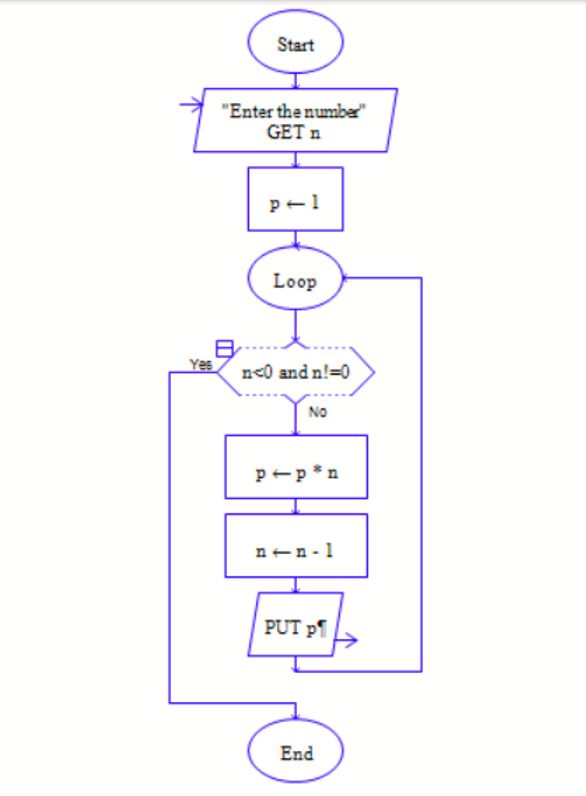 Start
"Enter the number"
GET n
p ← 1
Loop
Yes
n<0 and n!=0
No
p ← p * n
n ← n - 1
PUT p¶
End